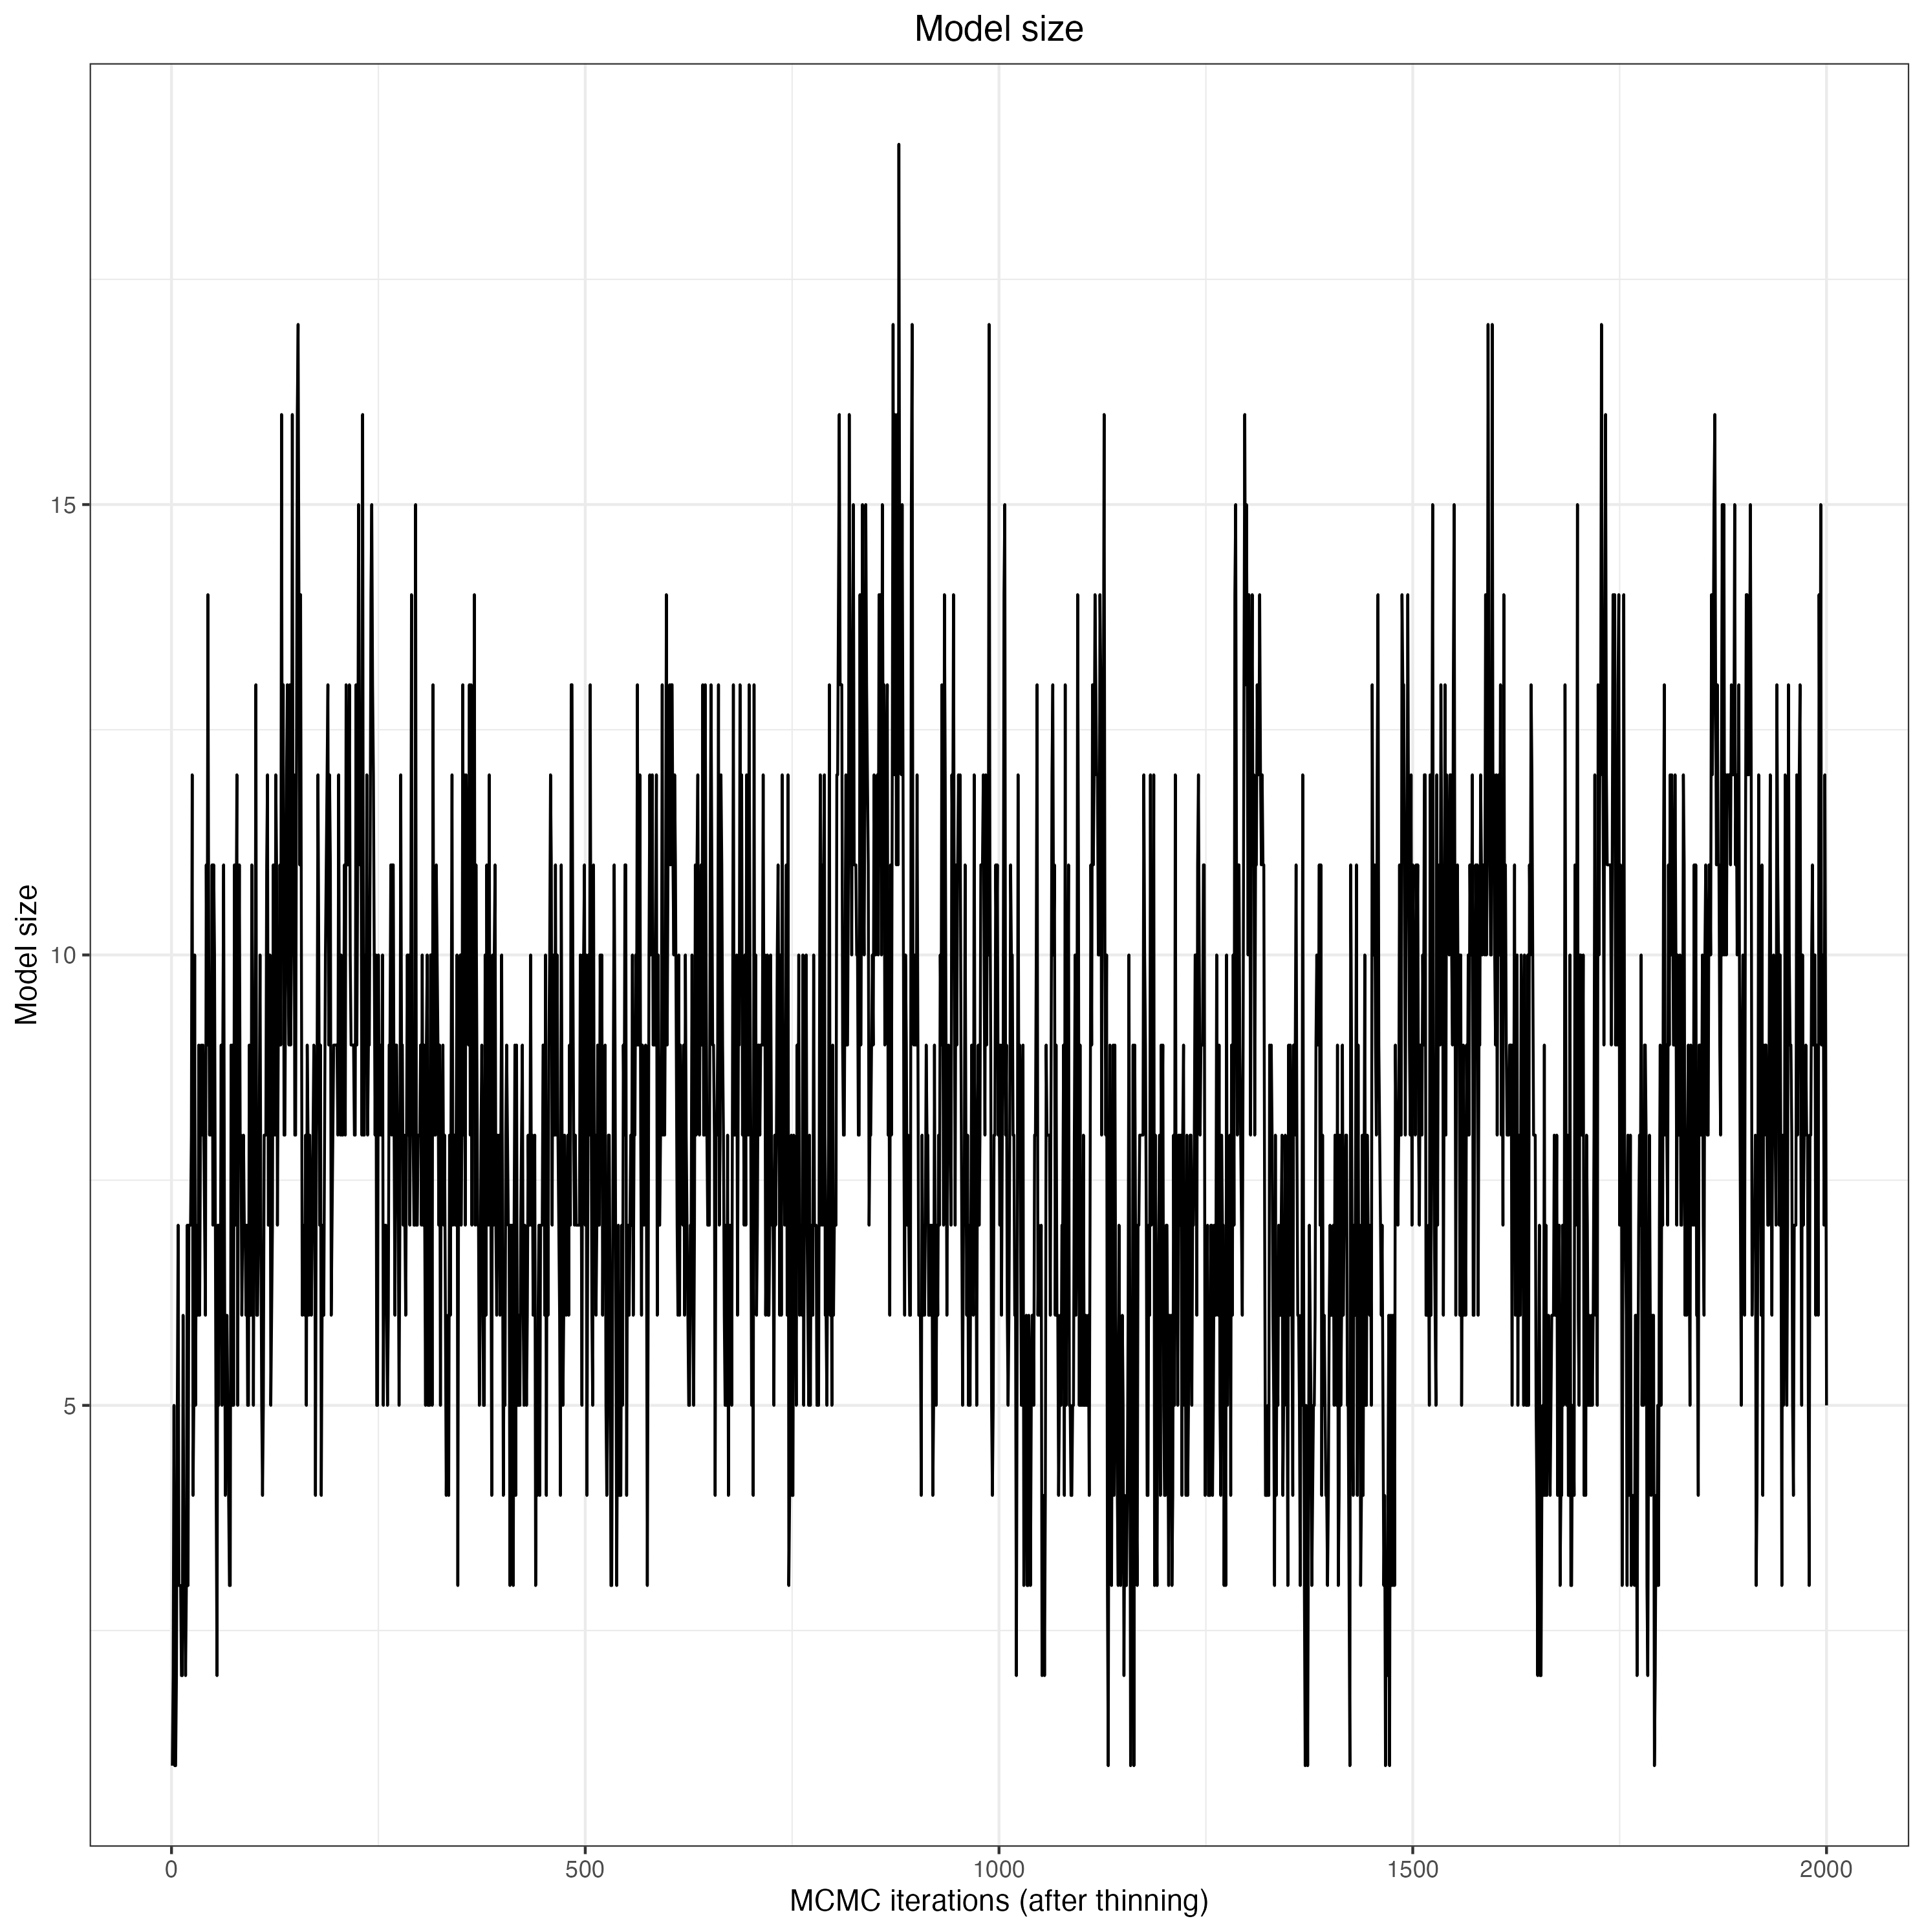 Model size
Model size
15
10
5
0 500 1000 1500 2000
MCMC iterations (after thinning)